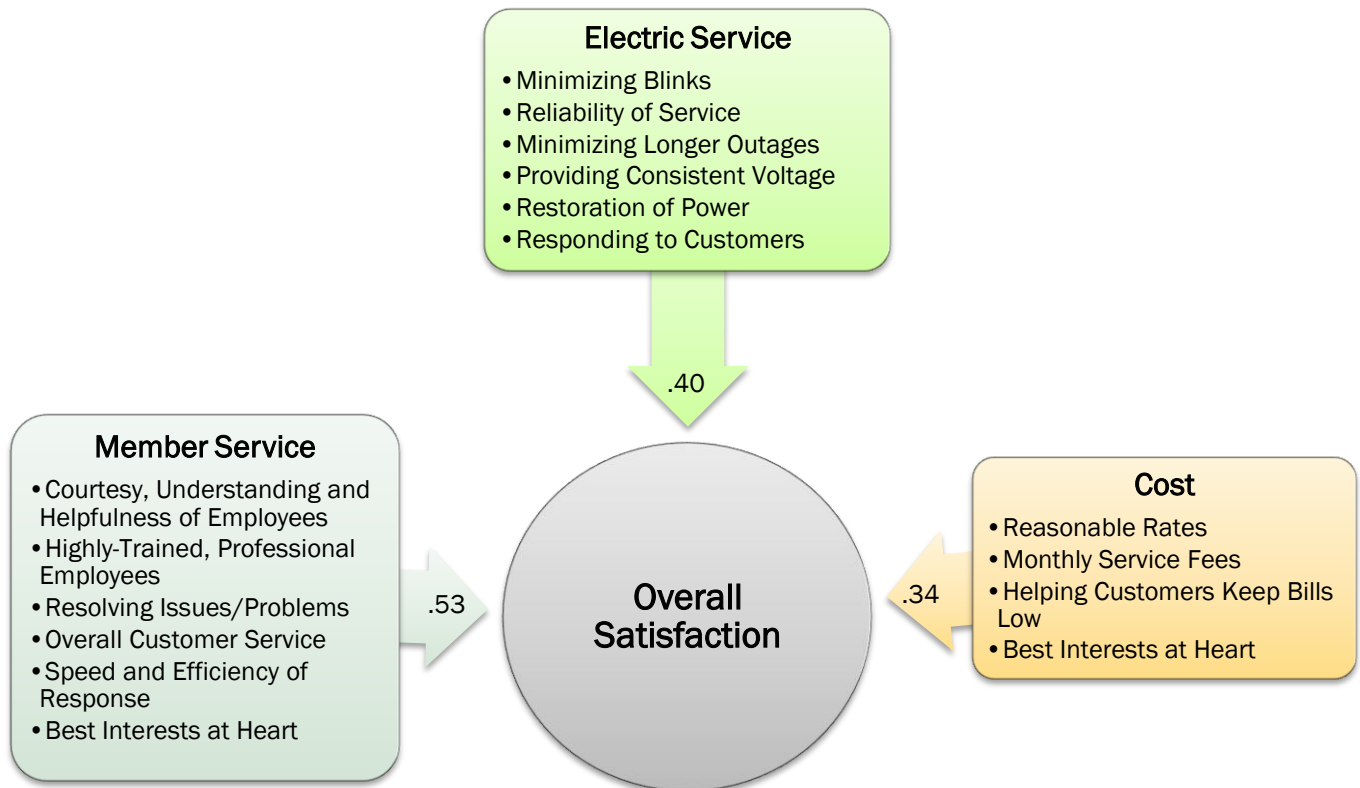 Electric Service
•Minimizing Blinks
•Reliability of Service
•Minimizing Longer Outages
•Providing Consistent Voltage
•Restoration of Power
•Responding to Customers
.40
Member Service
•Courtesy, Understanding and
Helpfulness of Employees
•Highly-Trained, Professional
Employees
•Resolving Issues/Problems
•Overall Customer Service
•Speed and Efficiency of
Response
•Best Interests at Heart
.53
Overall
Satisfaction
.34
Cost
•Reasonable Rates
•Monthly Service Fees
•Helping Customers Keep Bills
Low
•Best Interests at Heart